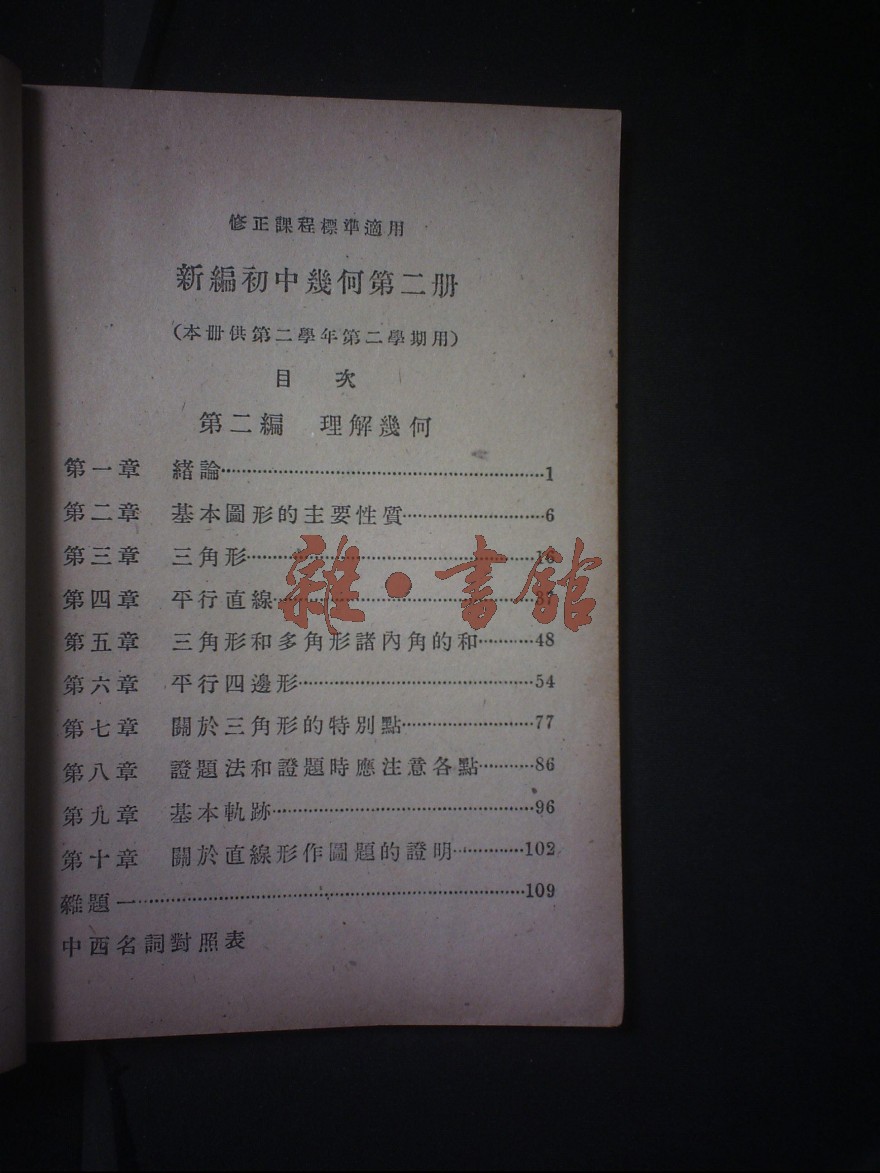 修正課程標準適用
新編初中幾何第二册
(本册供第二學年第二學期用)
目 次
第二編 理解幾何
第一章 緒論……1
第二章 基本圖形的主要性質……6
第三章 三角形……16
第四章 平行直線……37
第五章 三角形和多角形諸內角的和……48
第六章 平行四邊形……54
第七章 關於三角形的特別點……77
第八章 證題法和證題時應注意各點……86
第九章 基本軌跡……96
第十章 關於直線形作圖題的證明……102
雜題一……109
中西名詞對照表
雜·書館